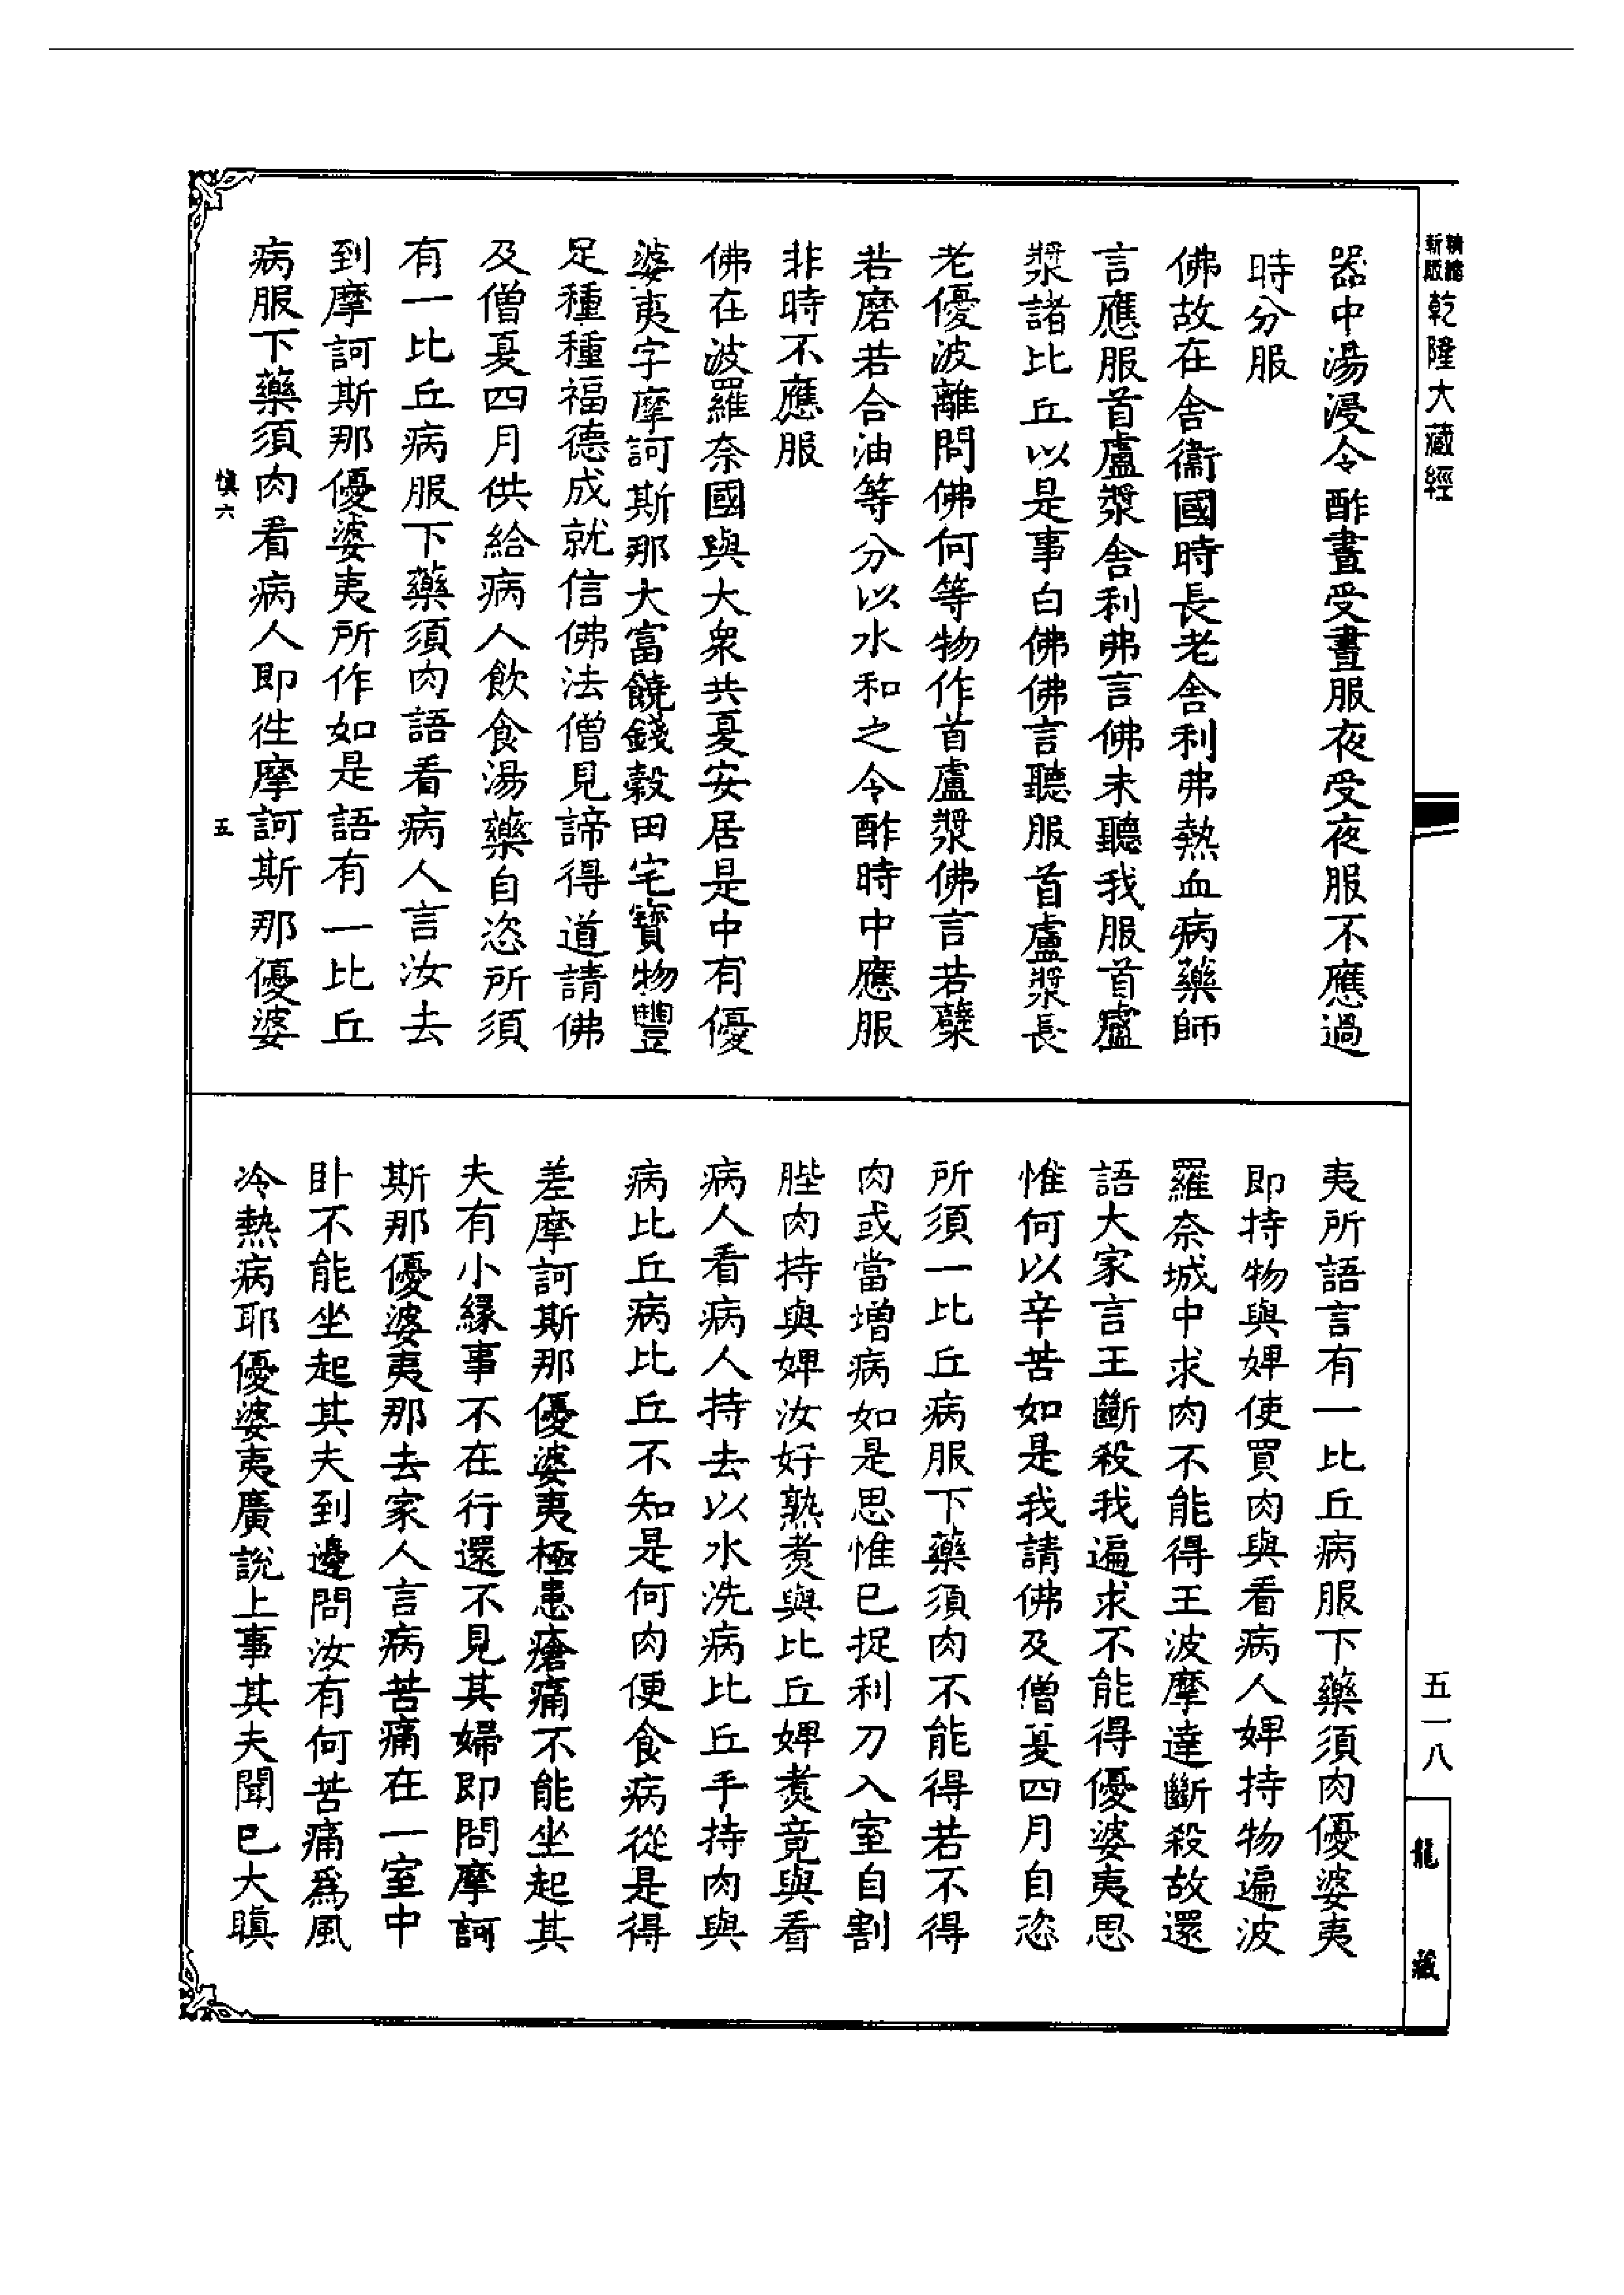 精縮新版乾隆大藏經
器中湯浸令酢晝受晝服夜受夜服不應過
時分服
佛故在舍衞國時長老舍利弗熱血病藥師
言應服首盧漿舍利弗言佛未聽我服首盧
漿諸比丘以是事白佛佛言聽服首盧漿長
老優波離問佛何等物作首盧漿佛言若蘗
若磨若合油等分以水和之令酢時中應服
非時不應服
佛在波羅奈國與大衆共夏安居是中有優
婆夷字摩訶斯那大富饒錢穀田宅寶物豐
足種種福德成就信佛法僧見諦得道請佛
及僧夏四月供給病人飲食湯藥自恣所須
有一比丘病服下藥須肉語看病人言汝去
到摩訶斯那優婆夷所作如是語有一比丘
病服下藥須肉看病人即徃摩訶斯那優婆
慎六
五
夷所語言有一比丘病服下藥須肉優婆夷
即持物與婢使買肉與看病人婢持物遍波
羅奈城中求肉不能得王波摩達斷殺故還
語大家言王斷殺我遍求不能得優婆夷思
惟何以辛苦如是我請佛及僧夏四月自恣
所須一比丘病服下藥須肉不能得若不得
肉或當增病如是思惟已捉利刀入室自割
䏶肉持與婢汝好熟煑與比丘婢煑竟與看
病人看病人持去以水洗病比丘手持肉與
病比丘病比丘不知是何肉便食病從是得
差摩訶斯那優婆夷極患瘡痛不能坐起其
夫有小緣事不在行還不見其婦即問摩訶
斯那優婆夷那去家人言病苦痛在一室中
卧不能坐起其夫到邊問汝有何苦痛爲風
冷熱病耶優婆夷廣說上事其夫聞已大瞋
五一八
龍藏